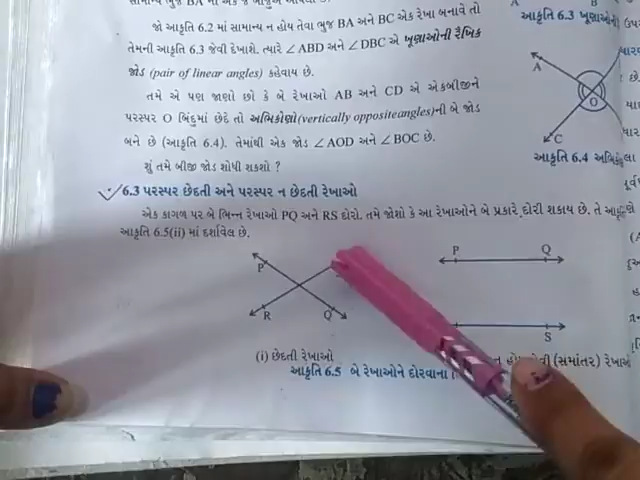 જો આકૃતિ 6.2 માં સામાન્ય ન હોય તેવા ભુજ BA અને BC એક રેખા બનાવે તો
તેમની આકૃતિ 6.3 જેવી દેખાશે. ત્યારે ∠ABD અને ∠DBC એ ખૂણાઓની રૈખિક
જોડ (pair of linear angles) કહેવાય છે.
તમે એ પણ જાણો છો કે બે રેખાઓ AB અને CD એ એકબીજીને
પરસ્પર O બિંદુમાં છેદે તો અભિકોણો(vertically oppositeangles)ની બે જોડ
બને છે (આકૃતિ 6.4). તેમાંથી એક જોડ ∠AOD અને ∠BOC છે.
શું તમે બીજી જોડ શોધી શકશો ?
6.3 પરસ્પર છેદતી અને પરસ્પર ન છેદતી રેખાઓ
એક કાગળ પર બે ભિન્ન રેખાઓ PQ અને RS દોરો. તમે જોશો કે આ રેખાઓને બે પ્રકારે દોરી શકાય છે. તે
આકૃતિ 6.5(ii) માં દર્શાવેલ છે.
આકૃતિ 6.3 ખૂણાઓની
A
O
C
આકૃતિ 6.4
P
R
Q
P
Q
S
(i) છેદતી રેખાઓ
(સમાંતર) રેખાઓ
આકૃતિ 6.5 બે રેખાઓને દોરવાના